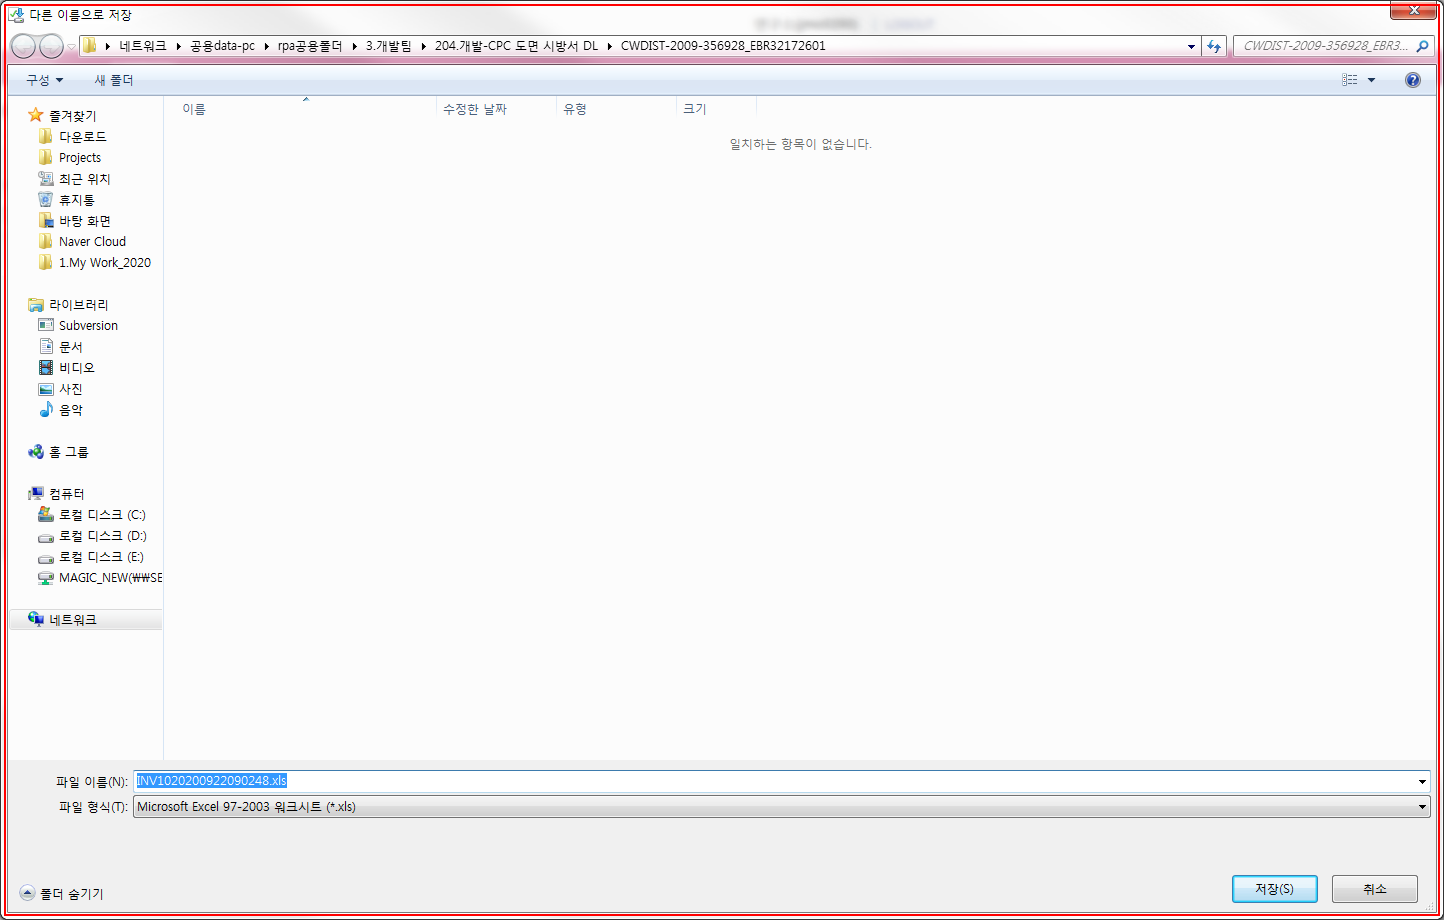 다른 이름으로 저장
네트워크 공용data-pc rpa공용폴더 3.개발팀 204.개발-CPC 도면 시방서 DL CWDIST-2009-356928_EBR32172601
CWDIST-2009-356928_EBR3...
구성 새 폴더
이름 수정한 날짜 유형 크기
일치하는 항목이 없습니다.
즐겨찾기
다운로드
Projects
최근 위치
휴지통
바탕 화면
Naver Cloud
1.My Work_2020
라이브러리
Subversion
문서
비디오
사진
음악
홈 그룹
컴퓨터
로컬 디스크 (C:)
로컬 디스크 (D:)
로컬 디스크 (E:)
MAGIC_NEW(₩₩SE
네트워크
파일 이름(N): INV1020200922090248.xls
파일 형식(T): Microsoft Excel 97-2003 워크시트 (*.xls)
폴더 숨기기
저장(S) 취소